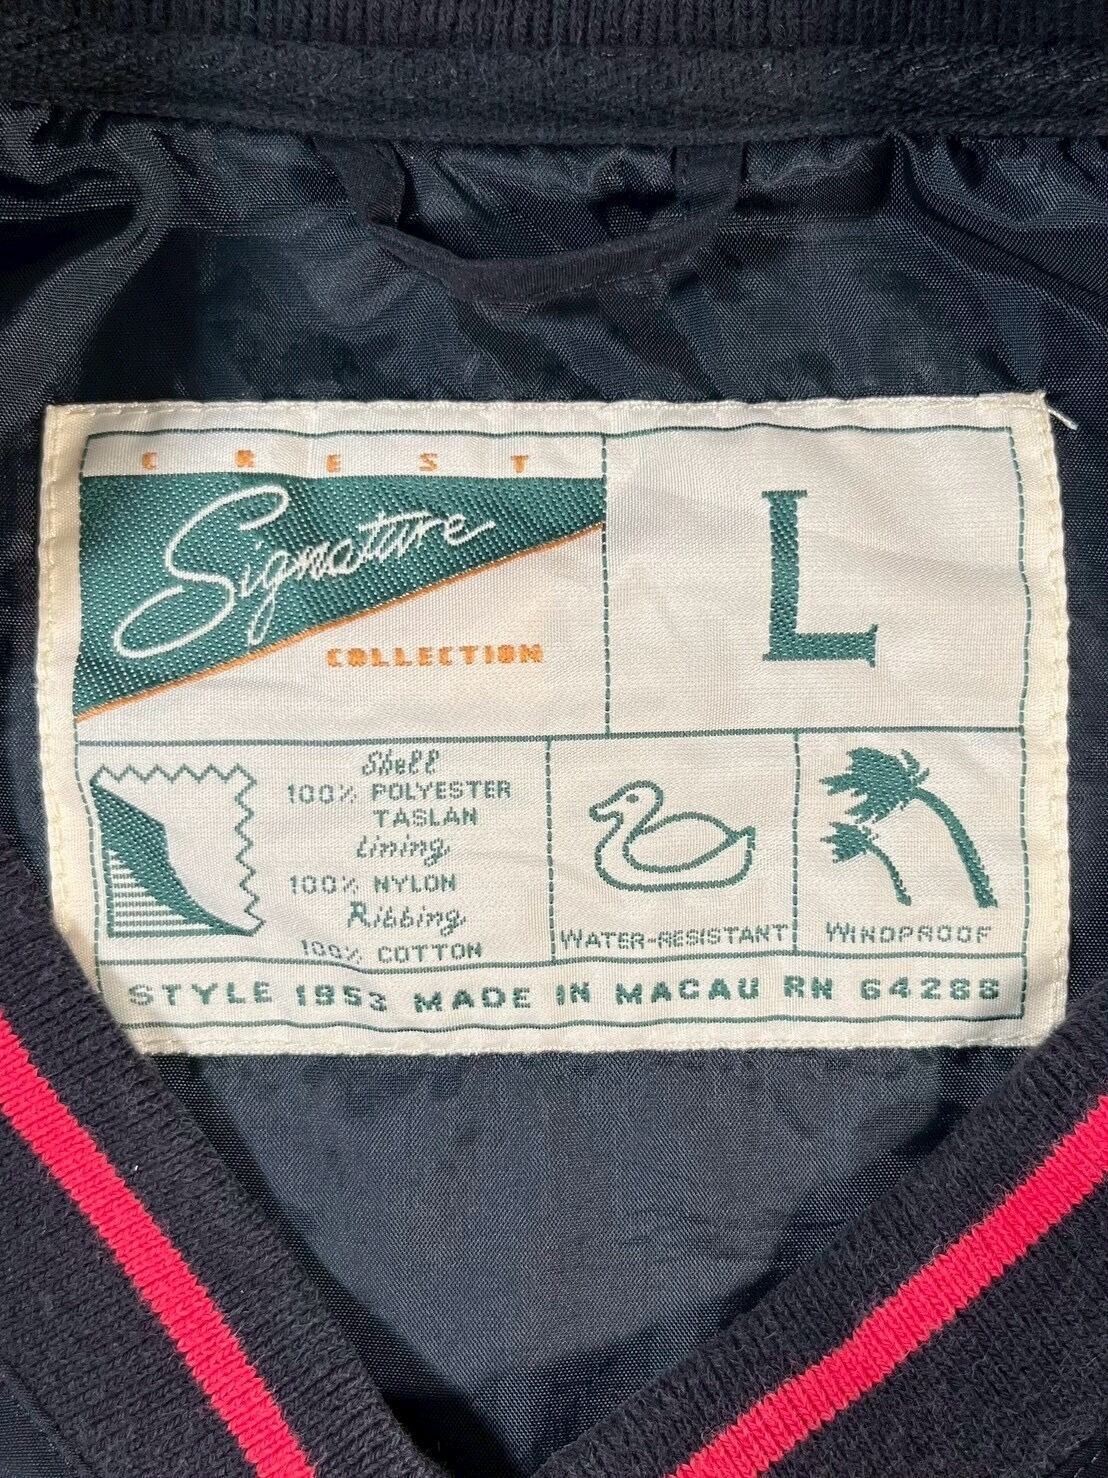 CREST
Signature
COLLECTION
L
Shell
100% POLYESTER
TASLAN
Lining
100% NYLON
Ribbing
100% COTTON
WATER-RESISTANT
WINDPROOF
STYLE 1953 MADE IN MACAU RN 64286